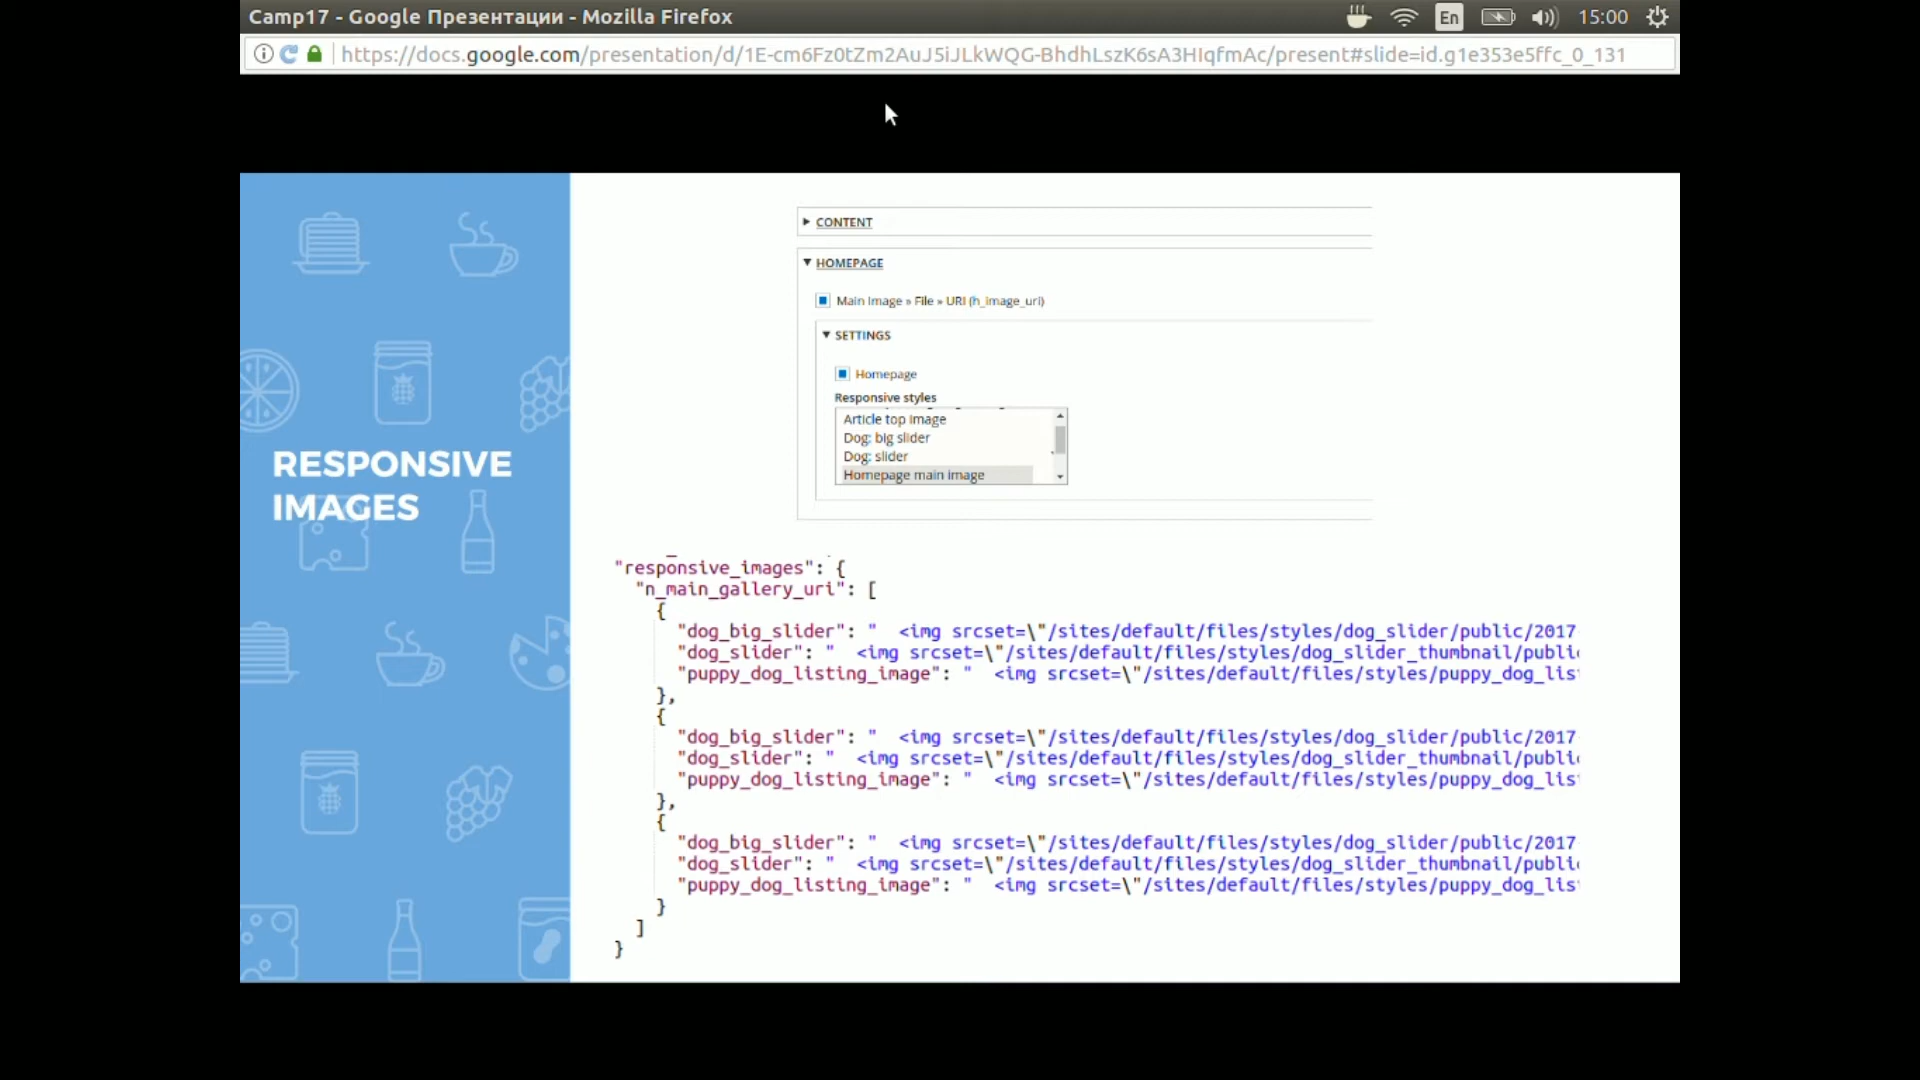 Camp17 - Google Презентации - Mozilla Firefox
En
15:00
https://docs.google.com/presentation/d/1E-cm6Fz0tZm2AuJ5iJLkWQG-BhdhLszK6sA3HIqfmAc/present#slide=id.g1e353e5ffc_0_131
RESPONSIVE
IMAGES
CONTENT
HOMEPAGE
Main Image » File » URI (h_image_uri)
SETTINGS
Homepage
Responsive styles
Article top image
Dog: big slider
Dog: slider
Homepage main image
"responsive_images": {
"n_main_gallery_uri": [
{
"dog_big_slider": " <img srcset=\"/sites/default/files/styles/dog_slider/public/2017
"dog_slider": " <img srcset=\"/sites/default/files/styles/dog_slider_thumbnail/public
"puppy_dog_listing_image": " <img srcset=\"/sites/default/files/styles/puppy_dog_lis
},
{
"dog_big_slider": " <img srcset=\"/sites/default/files/styles/dog_slider/public/2017
"dog_slider": " <img srcset=\"/sites/default/files/styles/dog_slider_thumbnail/public
"puppy_dog_listing_image": " <img srcset=\"/sites/default/files/styles/puppy_dog_lis
},
{
"dog_big_slider": " <img srcset=\"/sites/default/files/styles/dog_slider/public/2017
"dog_slider": " <img srcset=\"/sites/default/files/styles/dog_slider_thumbnail/public
"puppy_dog_listing_image": " <img srcset=\"/sites/default/files/styles/puppy_dog_lis
}
]
}